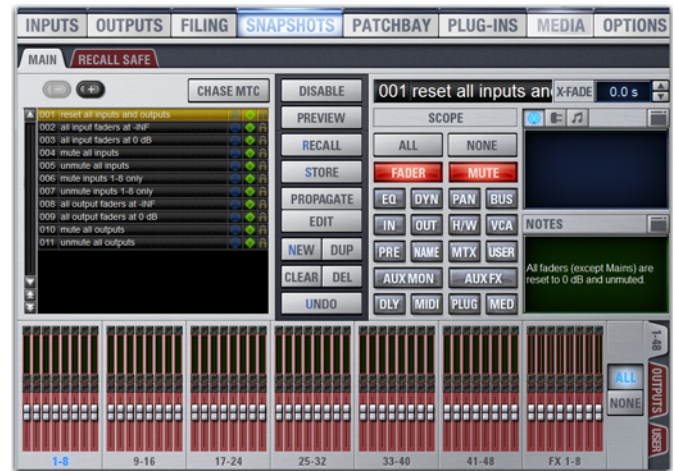 INPUTS OUTPUTS FILING SNAPSHOTS PATCHBAY PLUG-INS MEDIA OPTIONS
MAIN RECALL SAFE
CHASE MTC
001 reset all inputs and outputs
002 all input faders at -INF
003 all input faders at 0 dB
004 mute all inputs
005 unmute all inputs
006 mute inputs 1-8 only
007 unmute inputs 1-8 only
008 all output faders at -INF
009 all output faders at 0 dB
010 mute all outputs
011 unmute all outputs
DISABLE
PREVIEW
RECALL
STORE
PROPAGATE
EDIT
NEW DUP
CLEAR DEL
UNDO
001 reset all inputs an
X-FADE 0.0 s
SCOPE
ALL NONE
FADER MUTE
EQ DYN PAN BUS
IN OUT H/W VCA
PRE NAME MTX USER
AUX MON AUX FX
DLY MIDI PLUG MED
NOTES
All faders (except Mains) are
reset to 0 dB and unmuted.
1-8 9-16 17-24 25-32 33-40 41-48 FX 1-8
ALL
NONE
1-48
OUTPUTS
USER